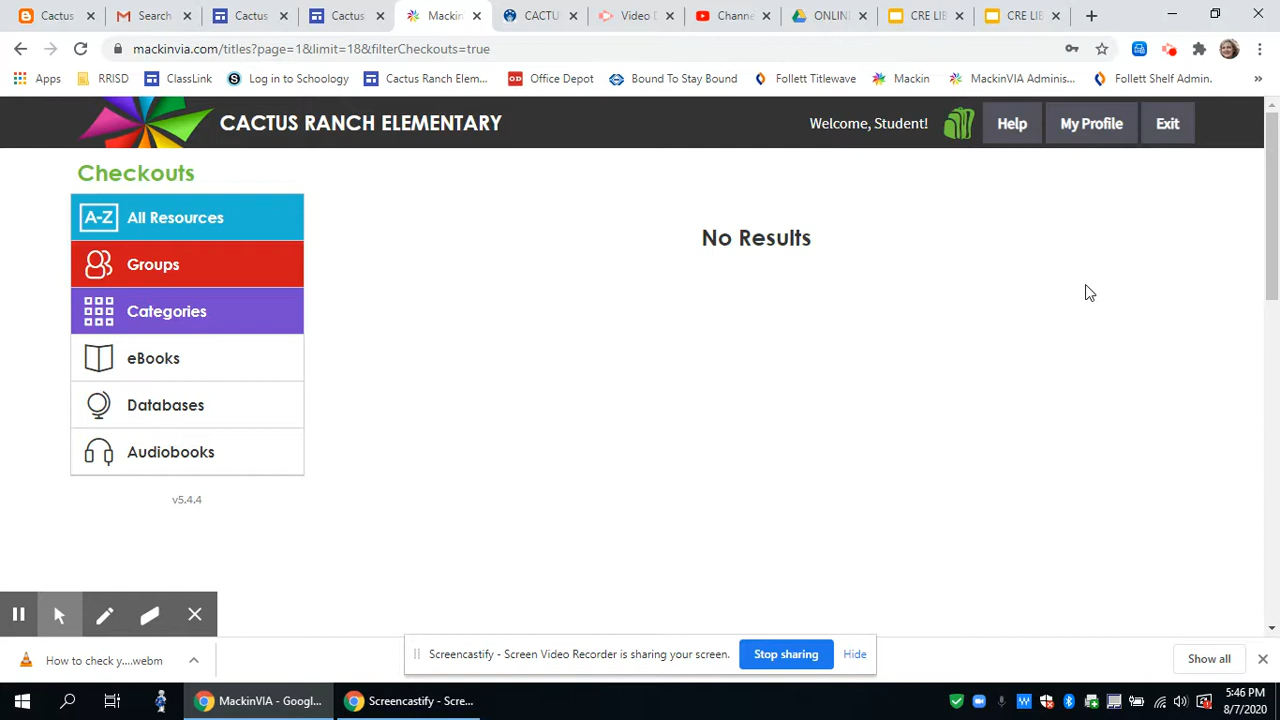 Cactus
Search
Cactus
Cactus
Mackin
CACTU
Video
Channe
ONLIN
CRE LIB
CRE LIB
mackinvia.com/titles?page=1&limit=18&filterCheckouts=true
Apps
RRISD
ClassLink
Log in to Schoology
Cactus Ranch Elem...
OD
Office Depot
Bound To Stay Bound
Follett Titlewave
Mackin
MackinVIA Adminis...
Follett Shelf Admin.
»
CACTUS RANCH ELEMENTARY
Welcome, Student!
Help
My Profile
Exit
Checkouts
A-Z All Resources
Groups
Categories
eBooks
Databases
Audiobooks
v5.4.4
No Results
How to check y....webm
Screencastify - Screen Video Recorder is sharing your screen.
Stop sharing
Hide
Show all
MackinVIA - Googl...
Screencastify - Scre...
5:46 PM
8/7/2020